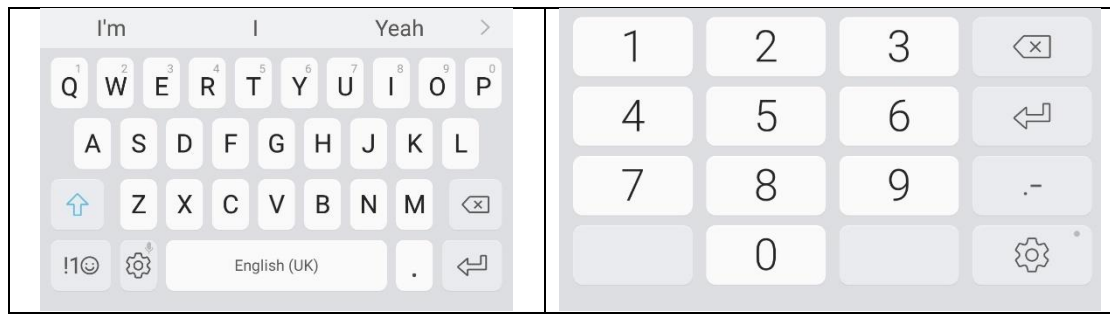 I'm I Yeah
1 2 3 4 5 6 7 8 9 0
Q W E R T Y U I O P
A S D F G H J K L
Z X C V B N M
!1☺ English (UK) .
1 2 3
4 5 6
7 8 9 .-
0